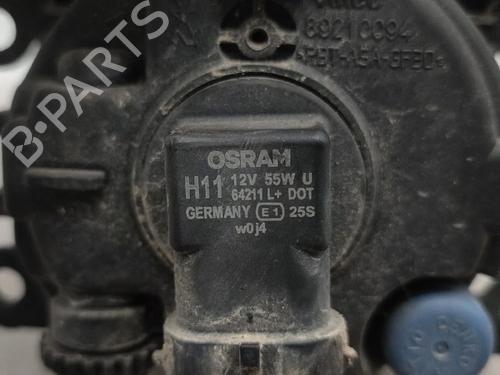 89210094
B-PARTS
OSRAM
H11 12V 55W U
64211 L+ DOT
GERMANY E1 25S
w0j4